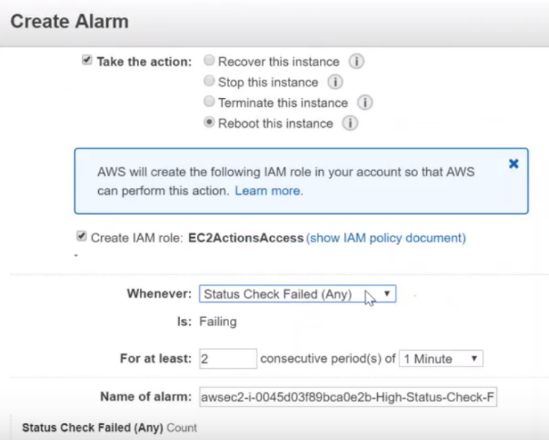 Create Alarm
Take the action: Recover this instance i
Stop this instance i
Terminate this instance i
Reboot this instance i
AWS will create the following IAM role in your account so that AWS
can perform this action. Learn more.
Create IAM role: EC2ActionsAccess (show IAM policy document)
Whenever: Status Check Failed (Any)
Is: Failing
For at least: 2 consecutive period(s) of 1 Minute
Name of alarm: awsec2-i-0045d03f89bca0e2b-High-Status-Check-F
Status Check Failed (Any) Count